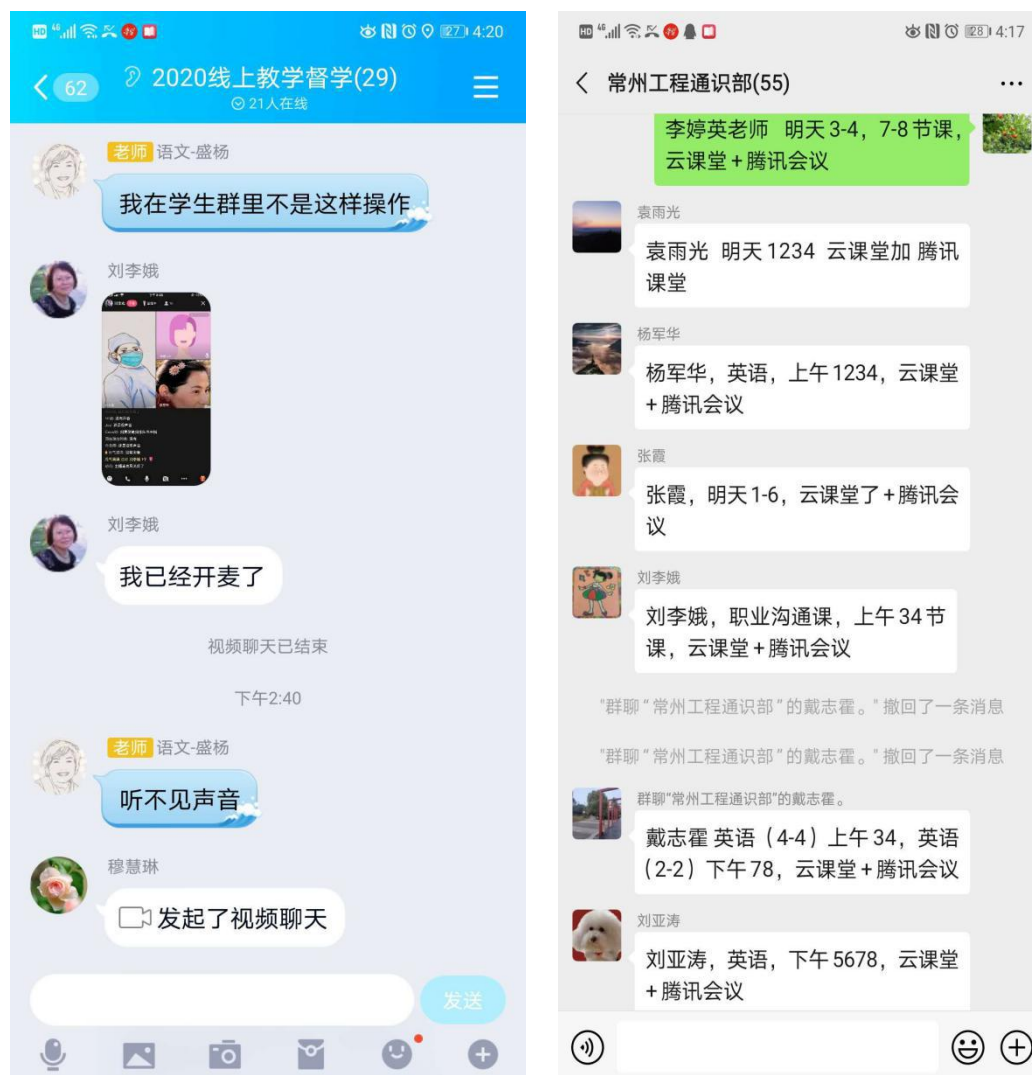 HD 4G 27 4:20
62
2020线上教学督学(29)
21人在线
老师 语文-盛杨
我在学生群里不是这样操作
刘李娥
刘李娥
我已经开麦了
视频聊天已结束
下午2:40
老师 语文-盛杨
听不见声音
穆慧琳
发起了视频聊天
发送
HD 4G 28 4:17
常州工程通识部(55)
李婷英老师 明天3-4，7-8节课，
云课堂+腾讯会议
袁雨光
袁雨光 明天1234 云课堂加 腾讯
课堂
杨军华
杨军华，英语，上午1234，云课堂
+腾讯会议
张霞
张霞，明天1-6，云课堂了+腾讯会
议
刘李娥
刘李娥，职业沟通课，上午34节
课，云课堂+腾讯会议
"群聊“常州工程通识部”的戴志霍。" 撤回了一条消息
"群聊“常州工程通识部”的戴志霍。" 撤回了一条消息
群聊"常州工程通识部"的戴志霍。
戴志霍 英语（4-4）上午34，英语
(2-2）下午78，云课堂+腾讯会议
刘亚涛
刘亚涛，英语，下午5678，云课堂
+腾讯会议